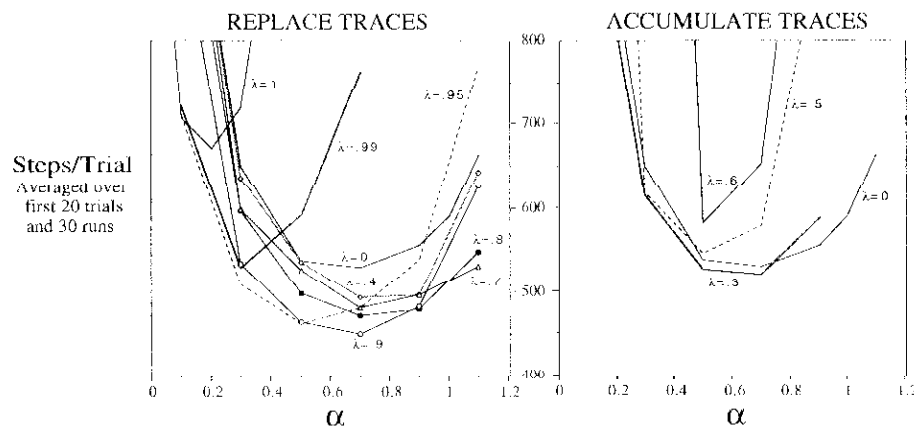 REPLACE TRACES
ACCUMULATE TRACES
Steps/Trial
Averaged over
first 20 trials
and 30 runs
800
700
600
500
400
λ=1
λ=.99
λ=.95
λ=0
λ=.4
λ=.8
λ=.7
λ=.9
λ=.5
λ=.6
λ=0
λ=.3
0 0.2 0.4 0.6 0.8 1 1.2
α
0 0.2 0.4 0.6 0.8 1 1.2
α